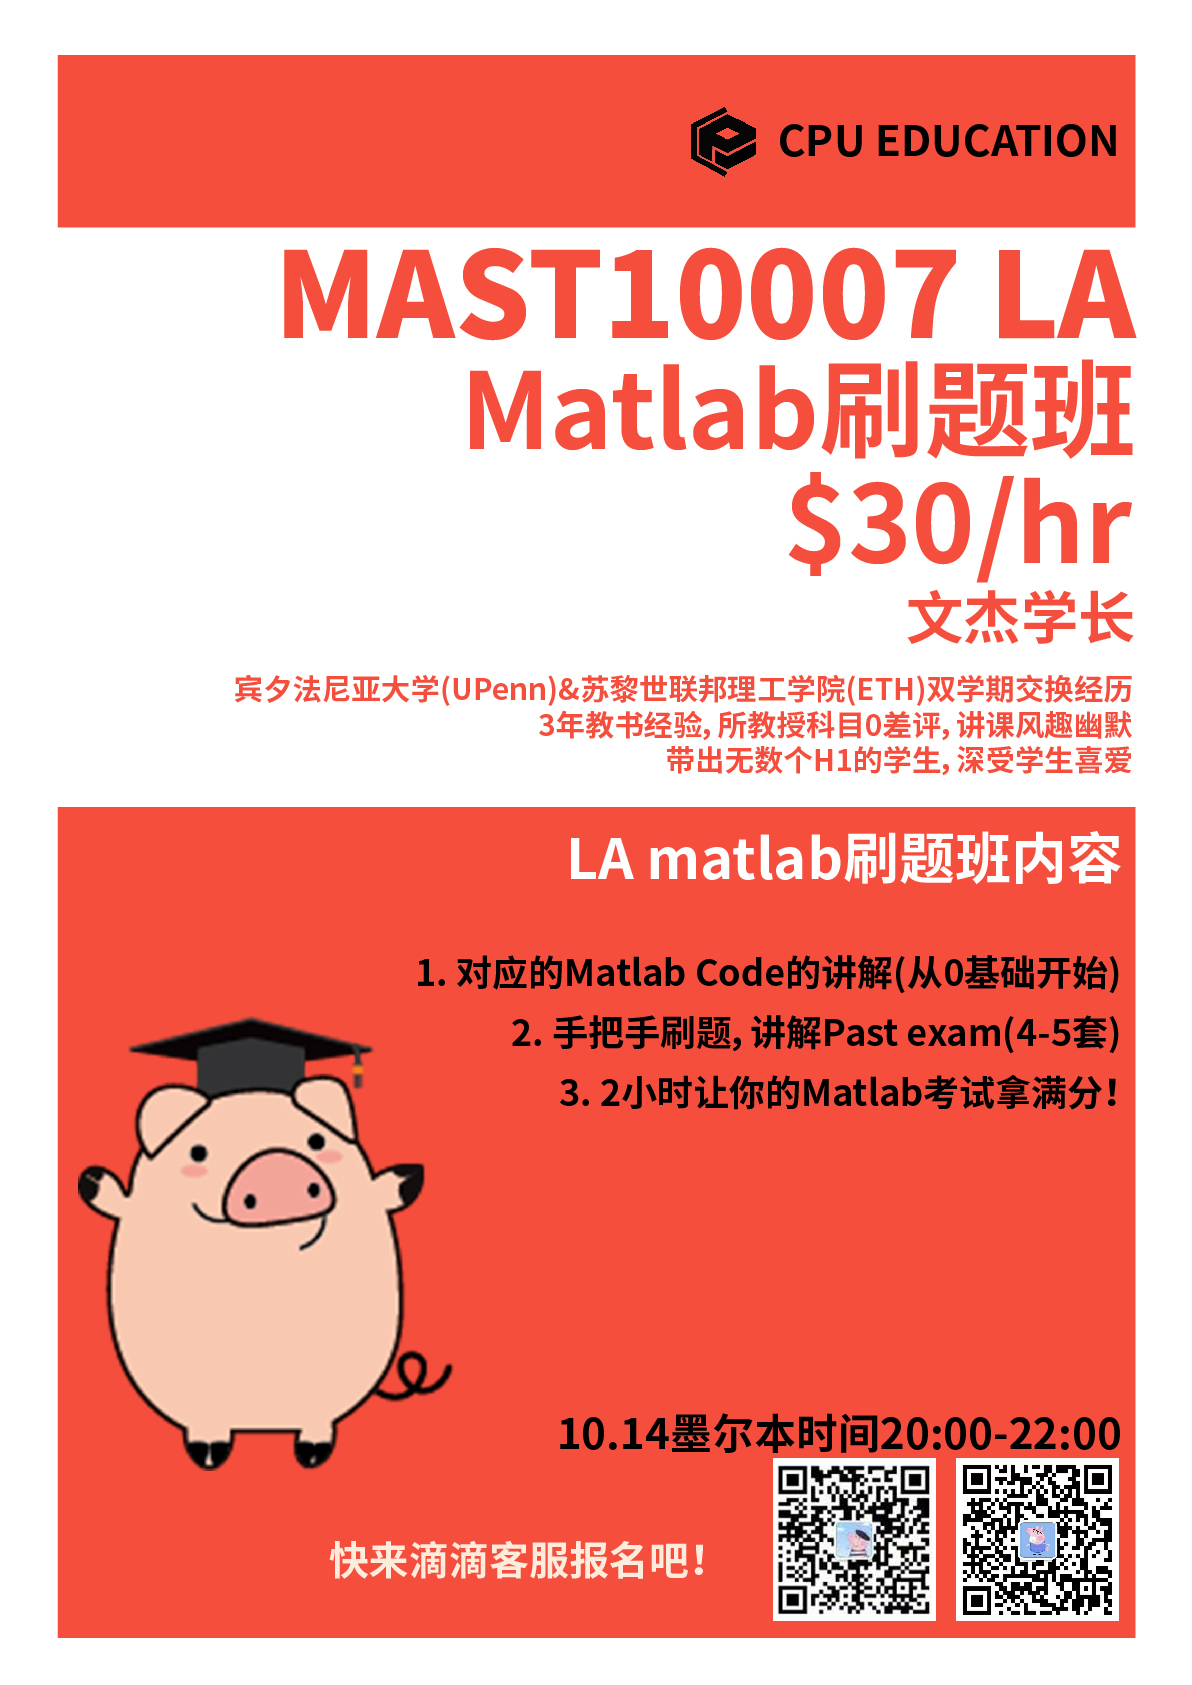 CPU EDUCATION
MAST10007 LA
Matlab刷题班
$30/hr
文杰学长
宾夕法尼亚大学(UPenn)&苏黎世联邦理工学院(ETH)双学期交换经历
3年教书经验，所教授科目0差评，讲课风趣幽默
带出无数个H1的学生，深受学生喜爱
LA matlab刷题班内容
1. 对应的Matlab Code的讲解(从0基础开始)
2. 手把手刷题，讲解Past exam(4-5套)
3. 2小时让你的Matlab考试拿满分！
10.14墨尔本时间20:00-22:00
快来滴滴客服报名吧！